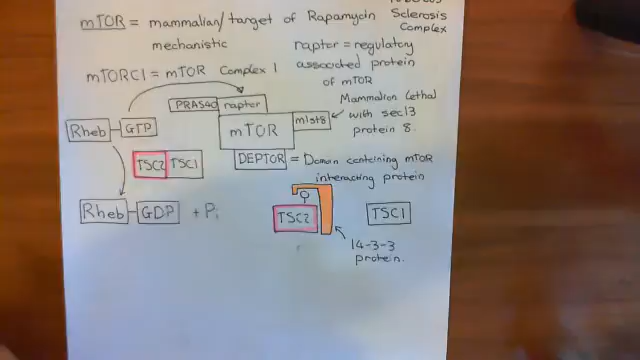 mTOR = mammalian/target of Rapamycin
mechanistic
Sclerosis
Complex
raptor = regulatory
associated protein
of mTOR
mTORC1 = mTOR Complex 1
PRAS40 raptor
mTOR
mlst8
Mammalian Lethal
with sec13
protein 8.
Rheb GTP
TSC2 TSC1
DEPTOR = Domain containing mTOR
interacting protein
Rheb GDP + Pi
TSC2
TSC1
14-3-3
protein.